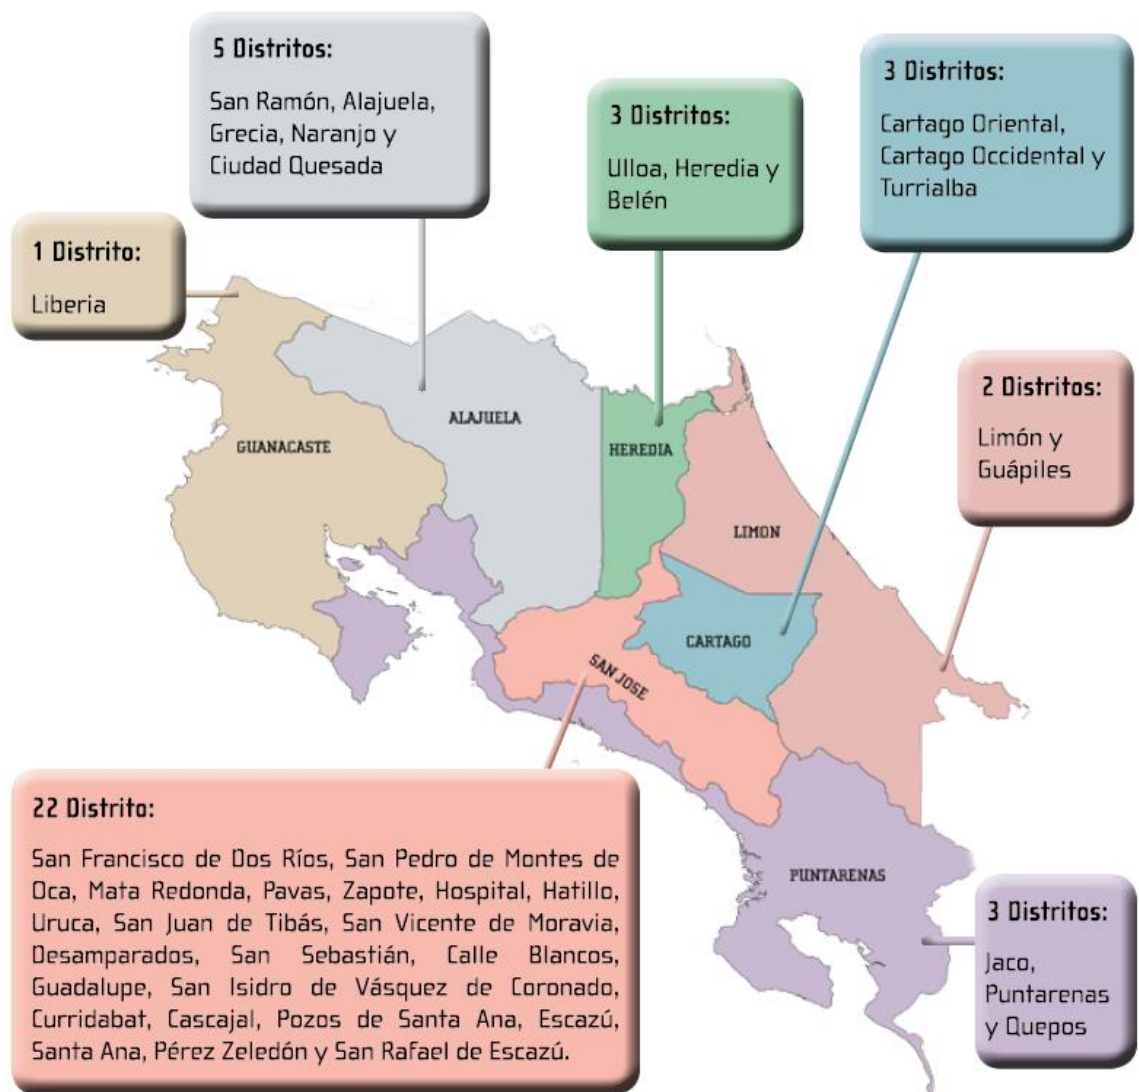 5 Distritos:
San Ramón, Alajuela,
Grecia, Naranjo y
Ciudad Quesada
3 Distritos:
Ulloa, Heredia y
Belén
3 Distritos:
Cartago Oriental,
Cartago Occidental y
Turrialba
1 Distrito:
Liberia
2 Distritos:
Limón y
Guápiles
GUANACASTE
ALAJUELA
HEREDIA
LIMON
CARTAGO
SAN JOSE
PUNTARENAS
22 Distrito:
San Francisco de Dos Ríos, San Pedro de Montes de
Oca, Mata Redonda, Pavas, Zapote, Hospital, Hatillo,
Uruca, San Juan de Tibás, San Vicente de Moravia,
Desamparados, San Sebastián, Calle Blancos,
Guadalupe, San Isidro de Vásquez de Coronado,
Curridabat, Cascajal, Pozos de Santa Ana, Escazú,
Santa Ana, Pérez Zeledón y San Rafael de Escazú.
3 Distritos:
Jaco,
Puntarenas
y Quepos